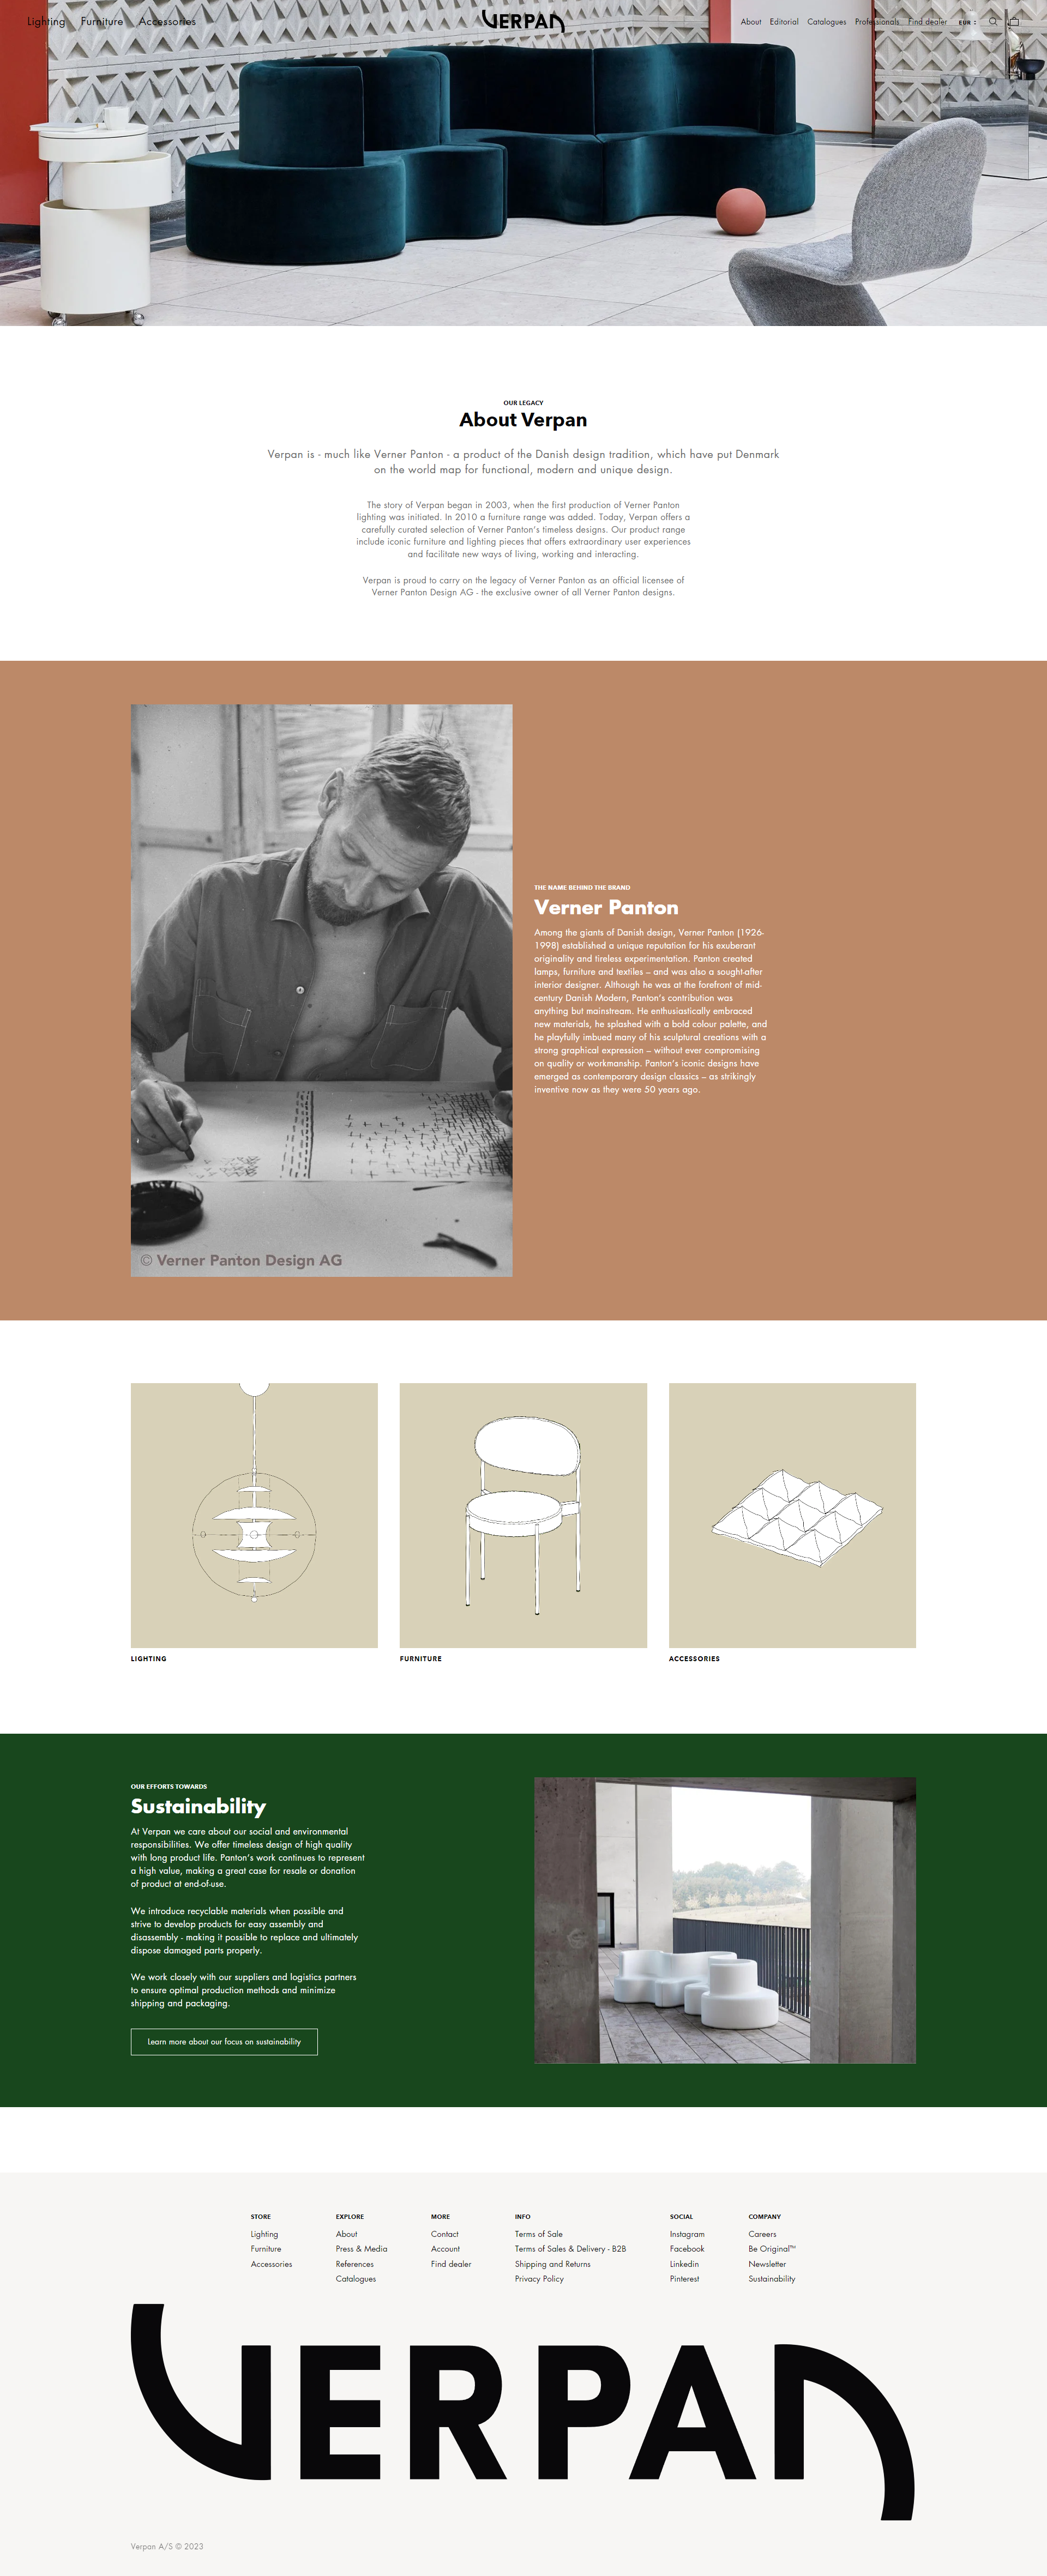 Lighting Furniture Accessories
VERPAN
About Editorial Catalogues Professionals Find dealer EUR
OUR LEGACY
About Verpan
Verpan is - much like Verner Panton - a product of the Danish design tradition, which have put Denmark
on the world map for functional, modern and unique design.
The story of Verpan began in 2003, when the first production of Verner Panton
lighting was initiated. In 2010 a furniture range was added. Today, Verpan offers a
carefully curated selection of Verner Panton's timeless designs. Our product range
include iconic furniture and lighting pieces that offers extraordinary user experiences
and facilitate new ways of living, working and interacting.
Verpan is proud to carry on the legacy of Verner Panton as an official licensee of
Verner Panton Design AG - the exclusive owner of all Verner Panton designs.
© Verner Panton Design AG
THE NAME BEHIND THE BRAND
Verner Panton
Among the giants of Danish design, Verner Panton (1926-
1998) established a unique reputation for his exuberant
originality and tireless experimentation. Panton created
lamps, furniture and textiles – and was also a sought-after
interior designer. Although he was at the forefront of mid-
century Danish Modern, Panton's contribution was
anything but mainstream. He enthusiastically embraced
new materials, he splashed with a bold colour palette, and
he playfully imbued many of his sculptural creations with a
strong graphical expression – without ever compromising
on quality or workmanship. Panton's iconic designs have
emerged as contemporary design classics – as strikingly
inventive now as they were 50 years ago.
LIGHTING
FURNITURE
ACCESSORIES
OUR EFFORTS TOWARDS
Sustainability
At Verpan we care about our social and environmental
responsibilities. We offer timeless design of high quality
with long product life. Panton's work continues to represent
a high value, making a great case for resale or donation
of product at end-of-use.
We introduce recyclable materials when possible and
strive to develop products for easy assembly and
disassembly - making it possible to replace and ultimately
dispose damaged parts properly.
We work closely with our suppliers and logistics partners
to ensure optimal production methods and minimize
shipping and packaging.
Learn more about our focus on sustainability
STORE
Lighting
Furniture
Accessories
EXPLORE
About
Press & Media
References
Catalogues
MORE
Contact
Account
Find dealer
INFO
Terms of Sale
Terms of Sales & Delivery - B2B
Shipping and Returns
Privacy Policy
SOCIAL
Instagram
Facebook
Linkedin
Pinterest
COMPANY
Careers
Be Original™
Newsletter
Sustainability
VERPAN
Verpan A/S © 2023